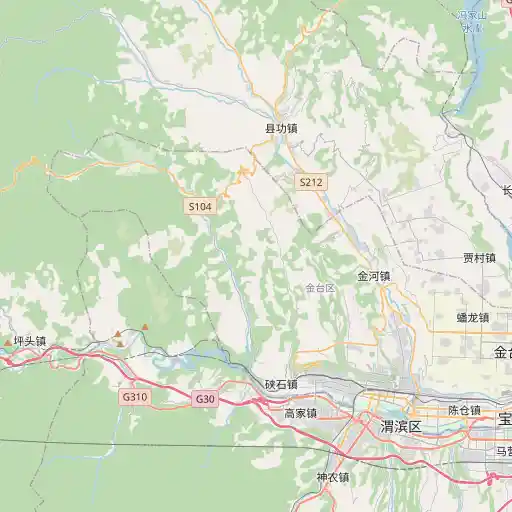 冯家山
水库
县功镇
S212
长
S104
贾村镇
金河镇
金台区
蟠龙镇
坪头镇
金台
硖石镇
G310
G30
高家镇
陈仓镇
宝
渭滨区
马营
神农镇